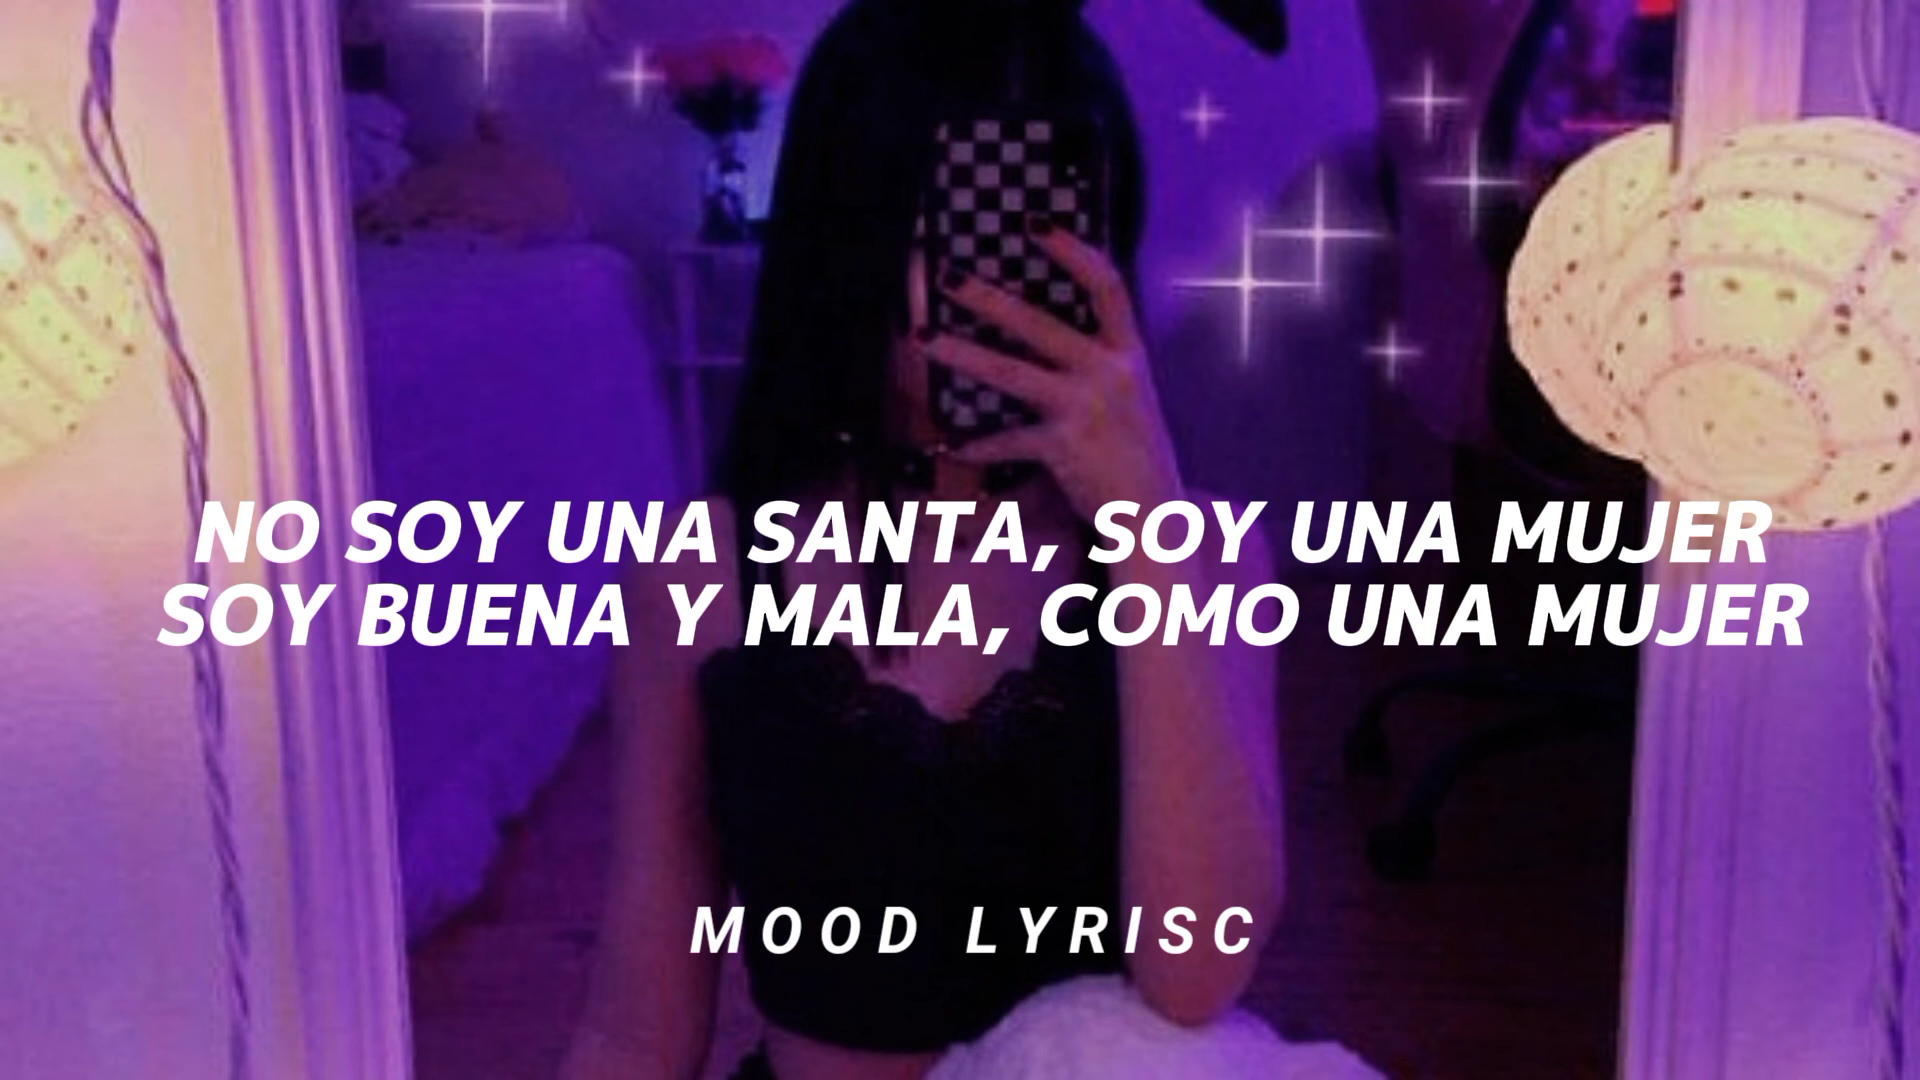 NO SOY UNA SANTA, SOY UNA MUJER
SOY BUENA Y MALA, COMO UNA MUJER
MOOD LYRISC